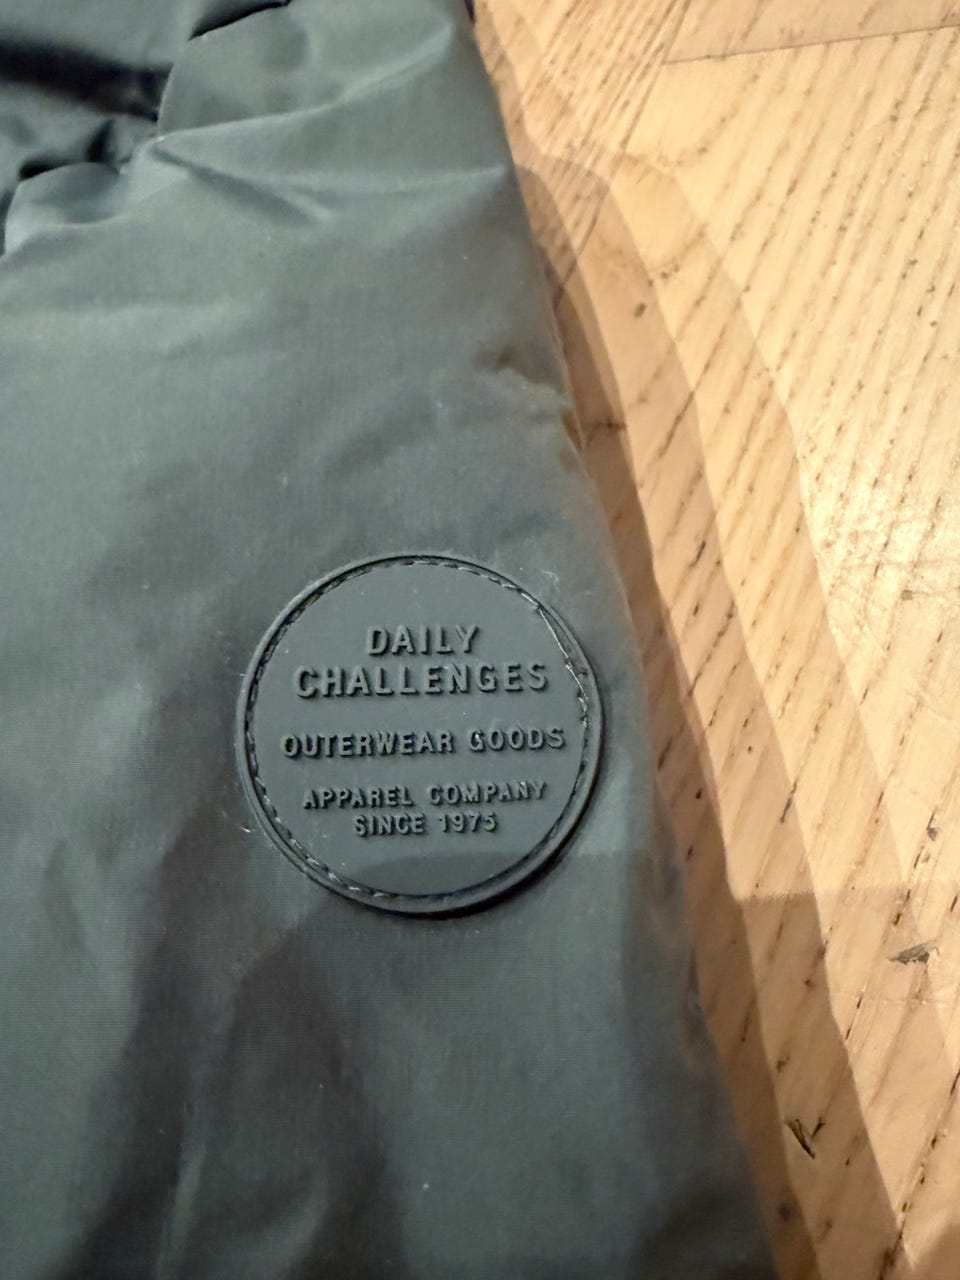 DAILY
CHALLENGES
OUTERWEAR GOODS
APPAREL COMPANY
SINCE 1975